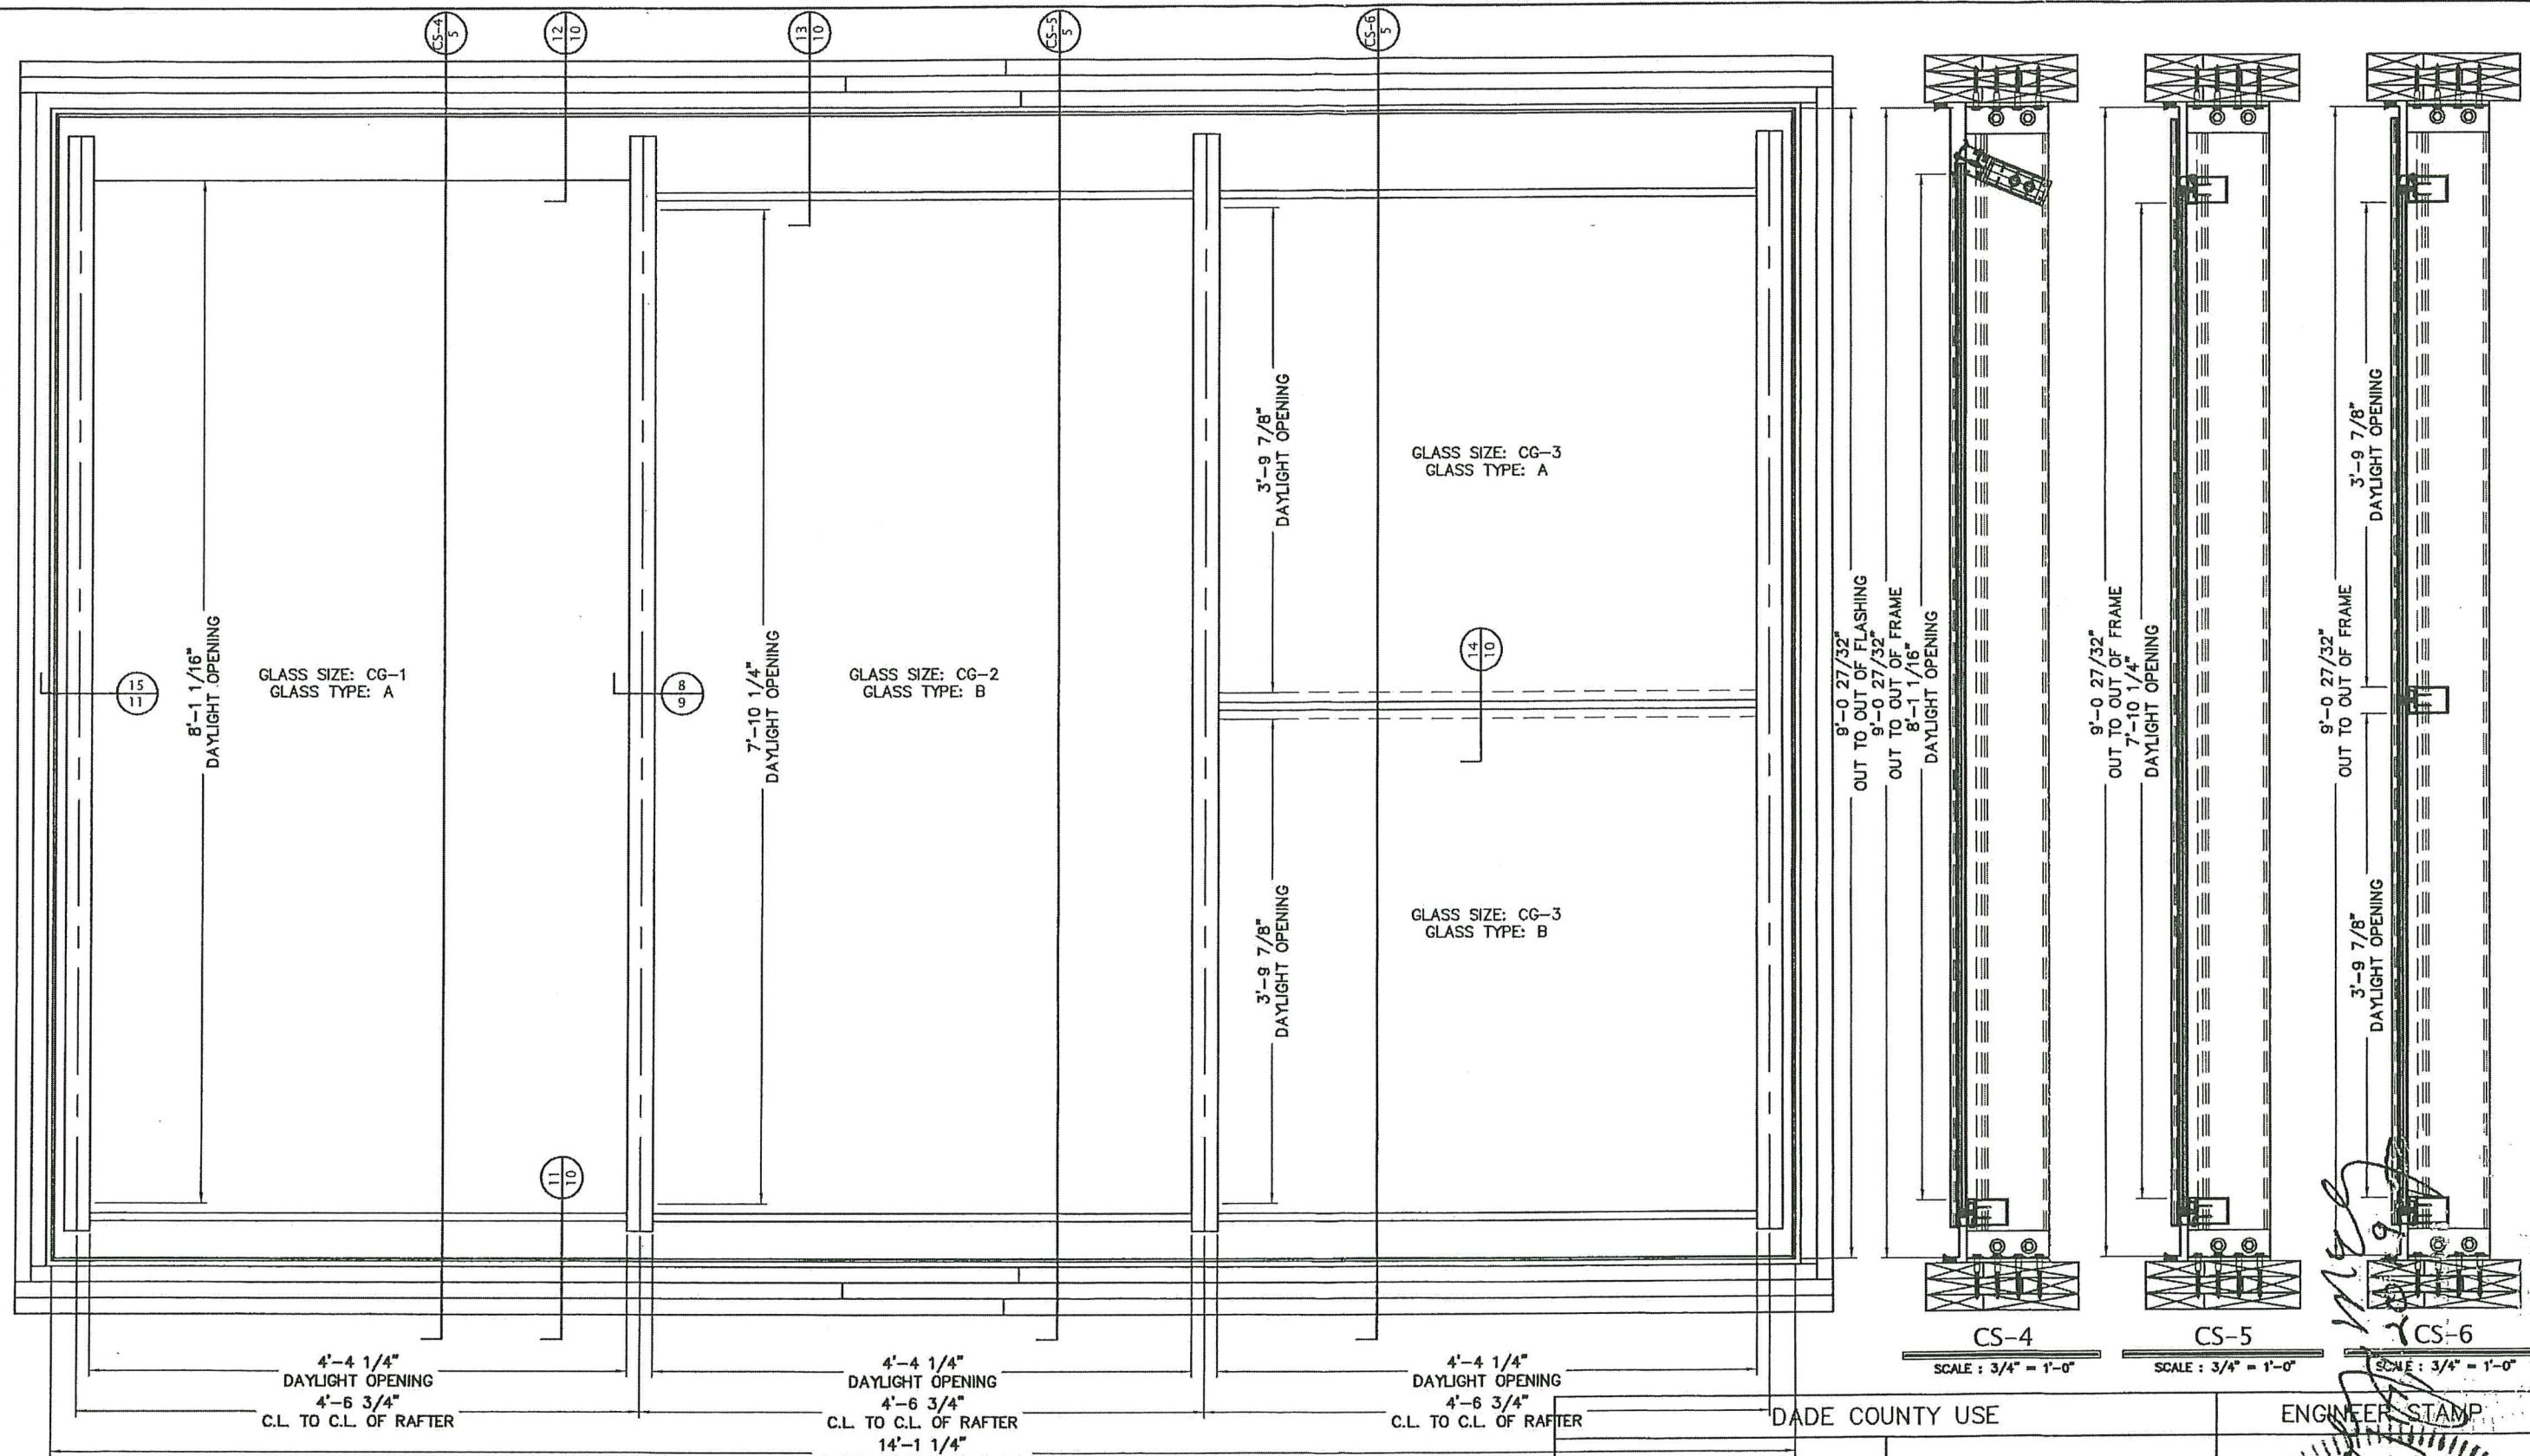 CS-4
5
12
10
13
10
CS-5
5
CS-6
5
8'-1 1/16"
DAYLIGHT OPENING
GLASS SIZE: CG-1
GLASS TYPE: A
15
11
8
9
7'-10 1/4"
DAYLIGHT OPENING
GLASS SIZE: CG-2
GLASS TYPE: B
3'-9 7/8"
DAYLIGHT OPENING
GLASS SIZE: CG-3
GLASS TYPE: A
14
10
3'-9 7/8"
DAYLIGHT OPENING
GLASS SIZE: CG-3
GLASS TYPE: B
11
10
9'-0 27/32"
OUT TO OUT OF FLASHING
9'-0 27/32"
OUT TO OUT OF FRAME
8'-1 1/16"
DAYLIGHT OPENING
9'-0 27/32"
OUT TO OUT OF FRAME
7'-10 1/4"
DAYLIGHT OPENING
9'-0 27/32"
OUT TO OUT OF FRAME
3'-9 7/8"
DAYLIGHT OPENING
3'-9 7/8"
DAYLIGHT OPENING
CS-4
SCALE : 3/4" = 1'-0"
CS-5
SCALE : 3/4" = 1'-0"
CS-6
SCALE : 3/4" = 1'-0"
4'-4 1/4"
DAYLIGHT OPENING
4'-6 3/4"
C.L. TO C.L. OF RAFTER
4'-4 1/4"
DAYLIGHT OPENING
4'-6 3/4"
C.L. TO C.L. OF RAFTER
14'-1 1/4"
4'-4 1/4"
DAYLIGHT OPENING
4'-6 3/4"
C.L. TO C.L. OF RAFTER
DADE COUNTY USE
ENGINEER STAMP